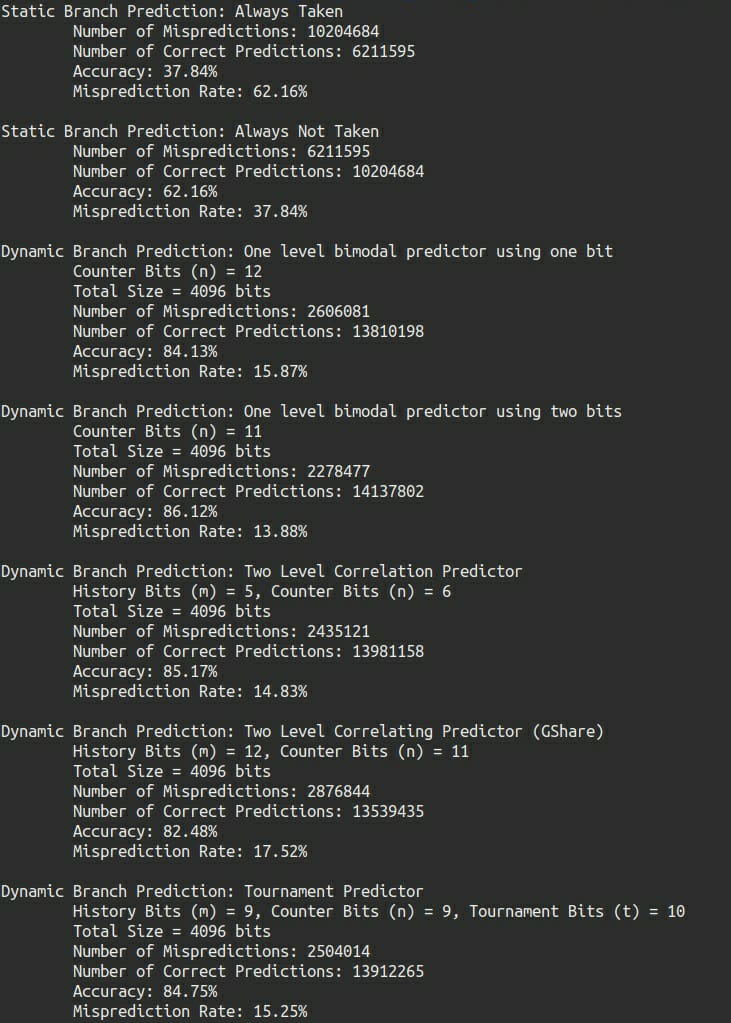 Static Branch Prediction: Always Taken
Number of Mispredictions: 10204684
Number of Correct Predictions: 6211595
Accuracy: 37.84%
Misprediction Rate: 62.16%
Static Branch Prediction: Always Not Taken
Number of Mispredictions: 6211595
Number of Correct Predictions: 10204684
Accuracy: 62.16%
Misprediction Rate: 37.84%
Dynamic Branch Prediction: One level bimodal predictor using one bit
Counter Bits (n) = 12
Total Size = 4096 bits
Number of Mispredictions: 2606081
Number of Correct Predictions: 13810198
Accuracy: 84.13%
Misprediction Rate: 15.87%
Dynamic Branch Prediction: One level bimodal predictor using two bits
Counter Bits (n) = 11
Total Size = 4096 bits
Number of Mispredictions: 2278477
Number of Correct Predictions: 14137802
Accuracy: 86.12%
Misprediction Rate: 13.88%
Dynamic Branch Prediction: Two Level Correlation Predictor
History Bits (m) = 5, Counter Bits (n) = 6
Total Size = 4096 bits
Number of Mispredictions: 2435121
Number of Correct Predictions: 13981158
Accuracy: 85.17%
Misprediction Rate: 14.83%
Dynamic Branch Prediction: Two Level Correlating Predictor (GShare)
History Bits (m) = 12, Counter Bits (n) = 11
Total Size = 4096 bits
Number of Mispredictions: 2876844
Number of Correct Predictions: 13539435
Accuracy: 82.48%
Misprediction Rate: 17.52%
Dynamic Branch Prediction: Tournament Predictor
History Bits (m) = 9, Counter Bits (n) = 9, Tournament Bits (t) = 10
Total Size = 4096 bits
Number of Mispredictions: 2504014
Number of Correct Predictions: 13912265
Accuracy: 84.75%
Misprediction Rate: 15.25%